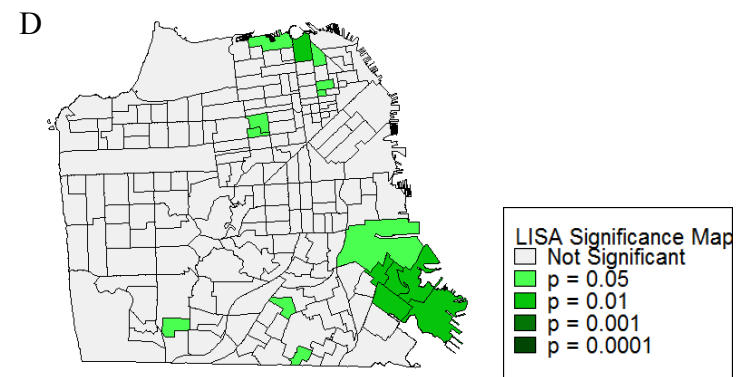 D
LISA Significance Map
Not Significant
p = 0.05
p = 0.01
p = 0.001
p = 0.0001